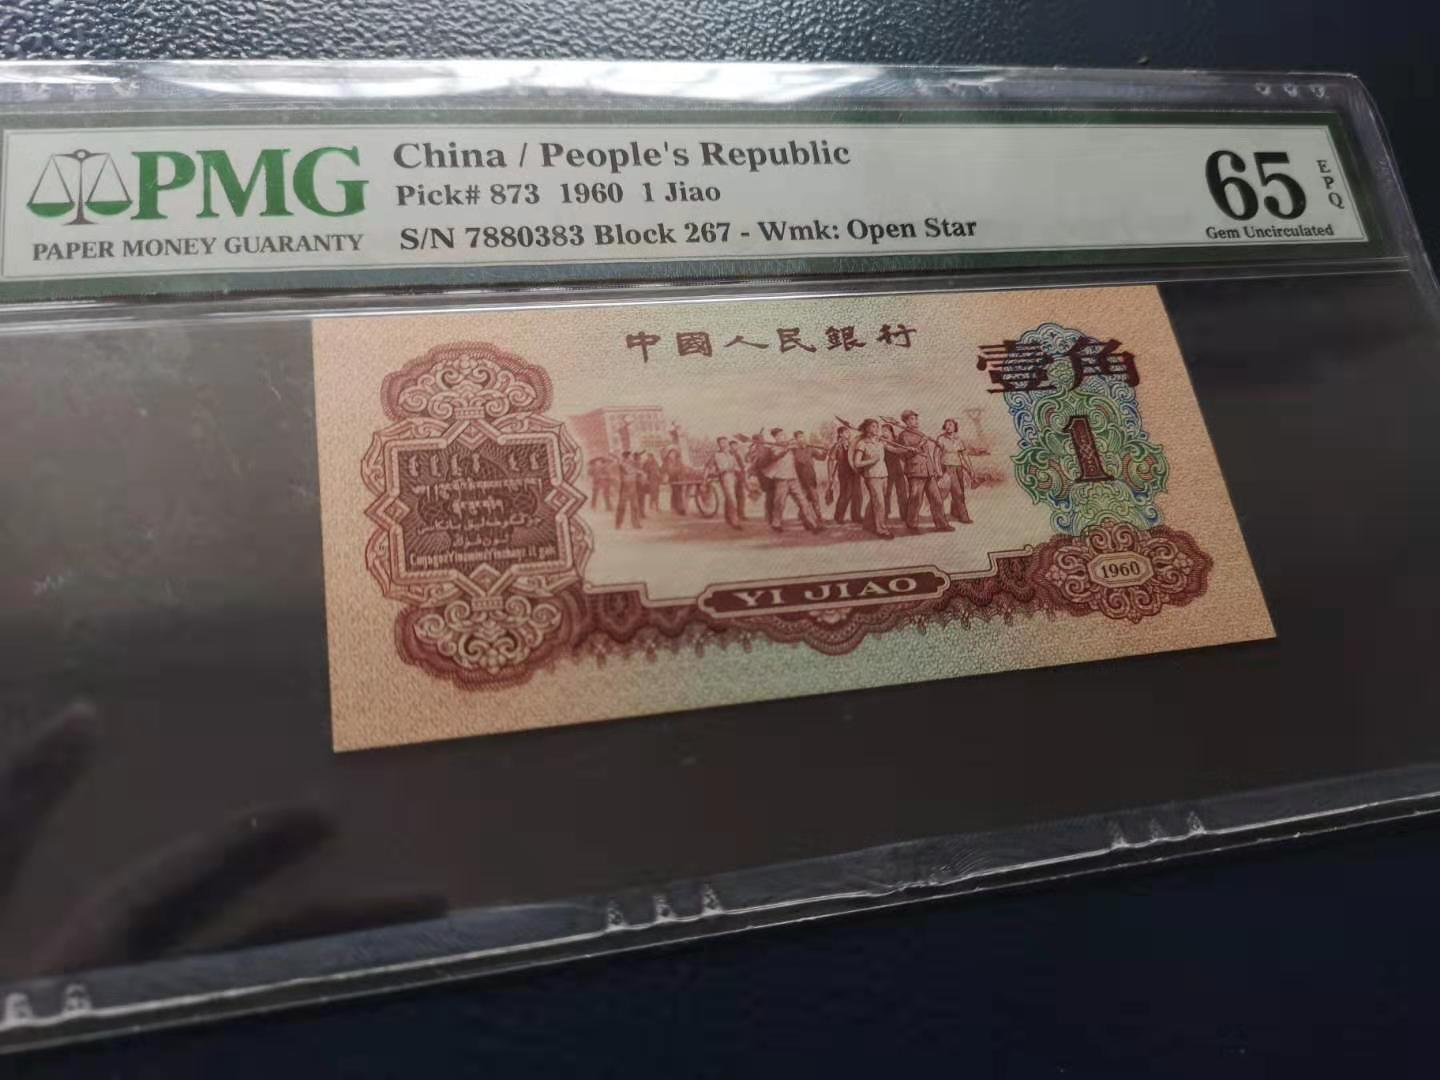 PMG
PAPER MONEY GUARANTY
China / People's Republic
Pick# 873 1960 1 Jiao
S/N 7880383 Block 267 - Wmk: Open Star
65
EPQ
Gem Uncirculated
中國人民銀行
壹角
1
YI JIAO
1960